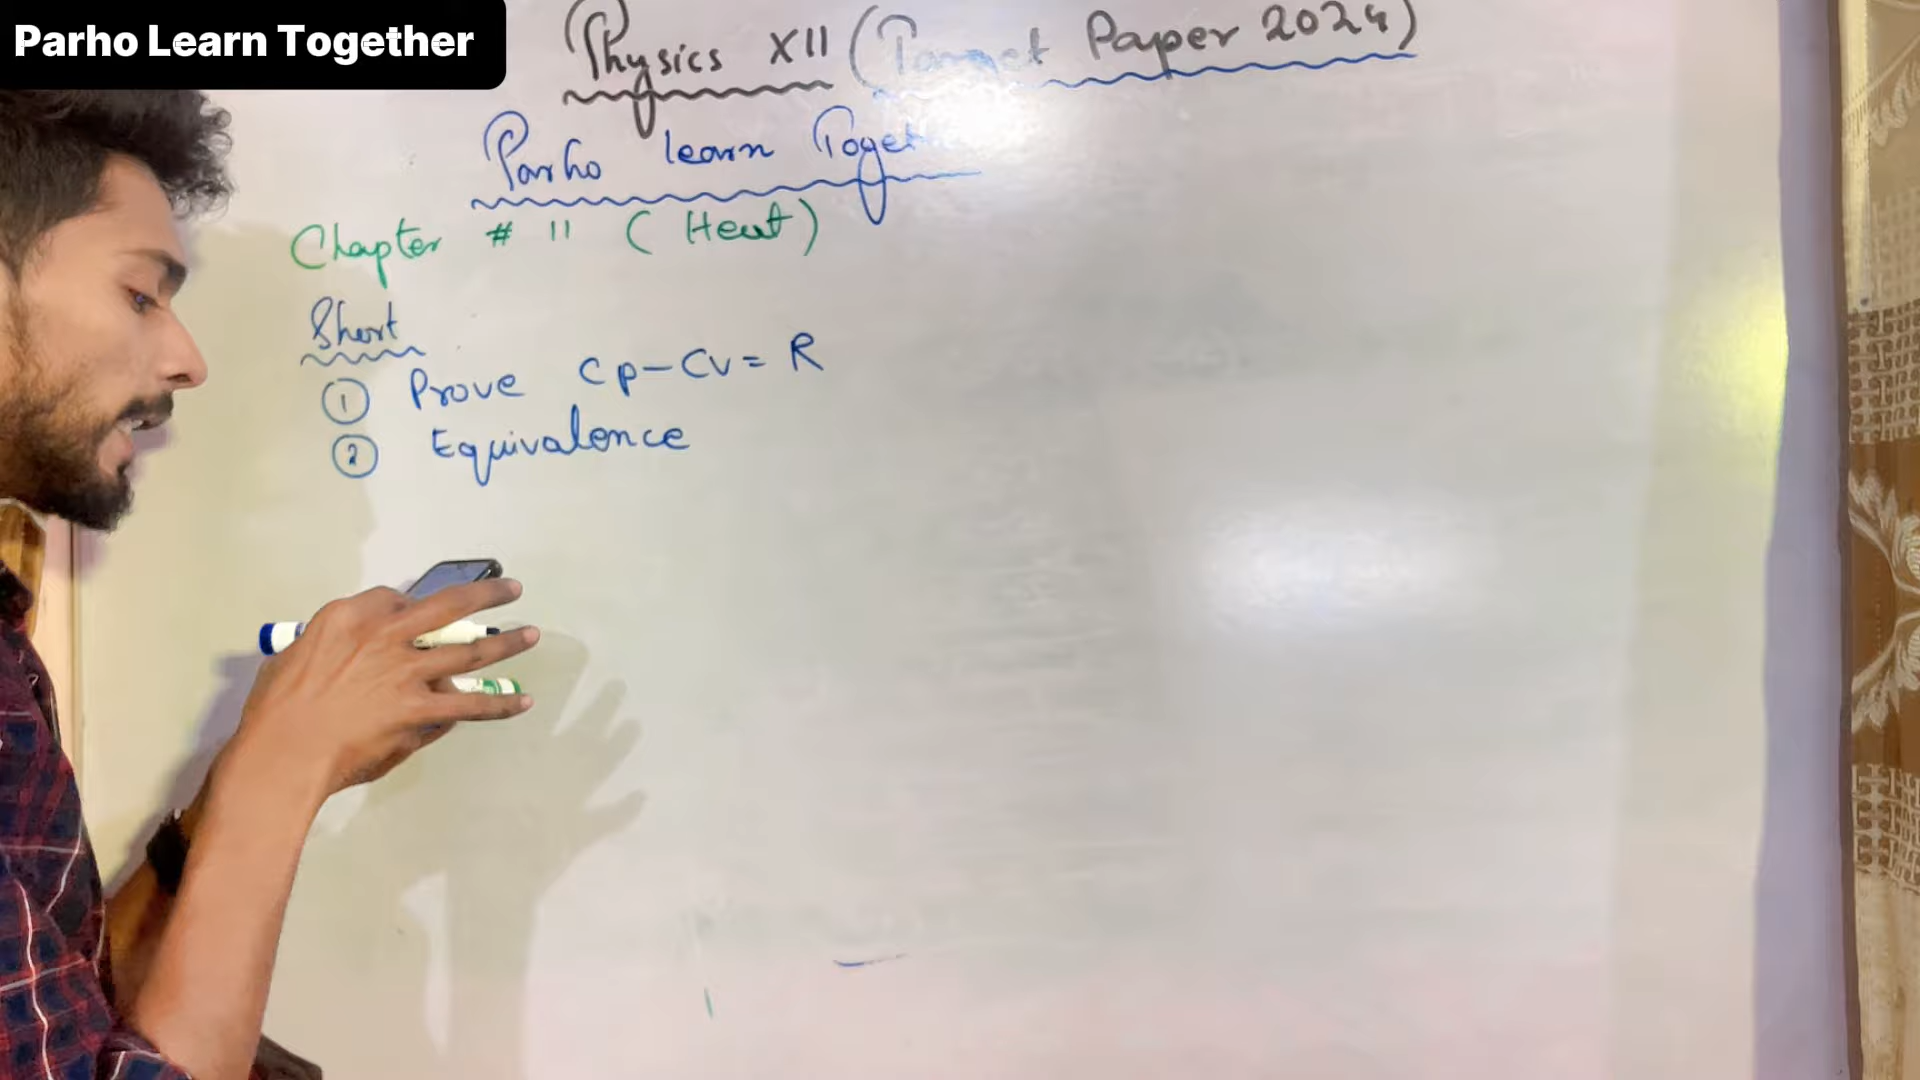 Parho Learn Together
Physics XII (Target Paper 2024)
Parho learn Toget
Chapter # 11 (Heat)
Short
① Prove Cp-Cv= R
② Equivalence